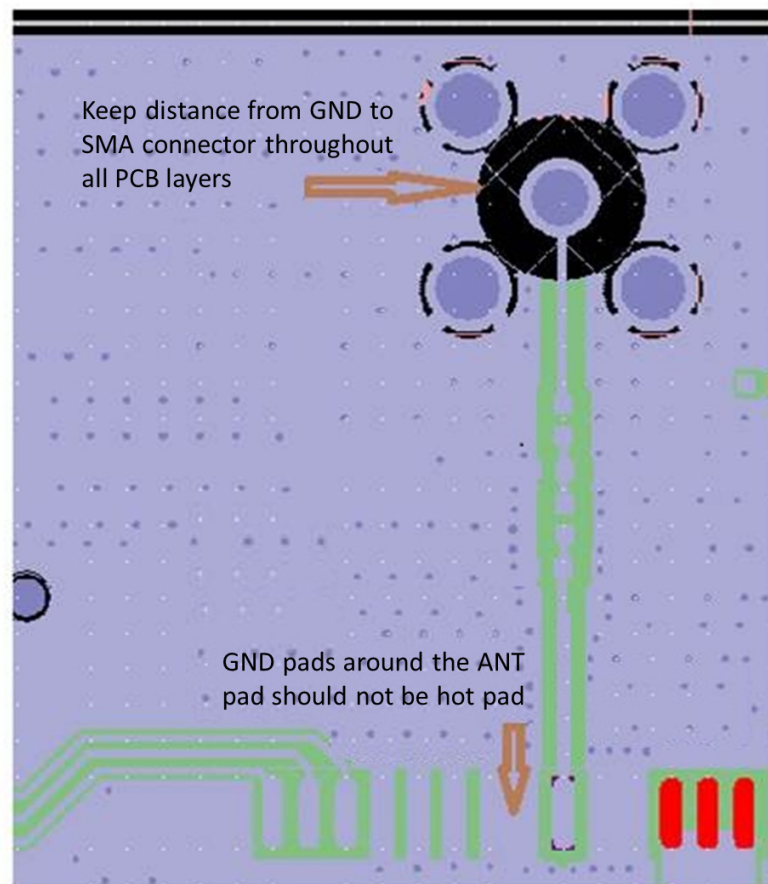 Keep distance from GND to
SMA connector throughout
all PCB layers
GND pads around the ANT
pad should not be hot pad